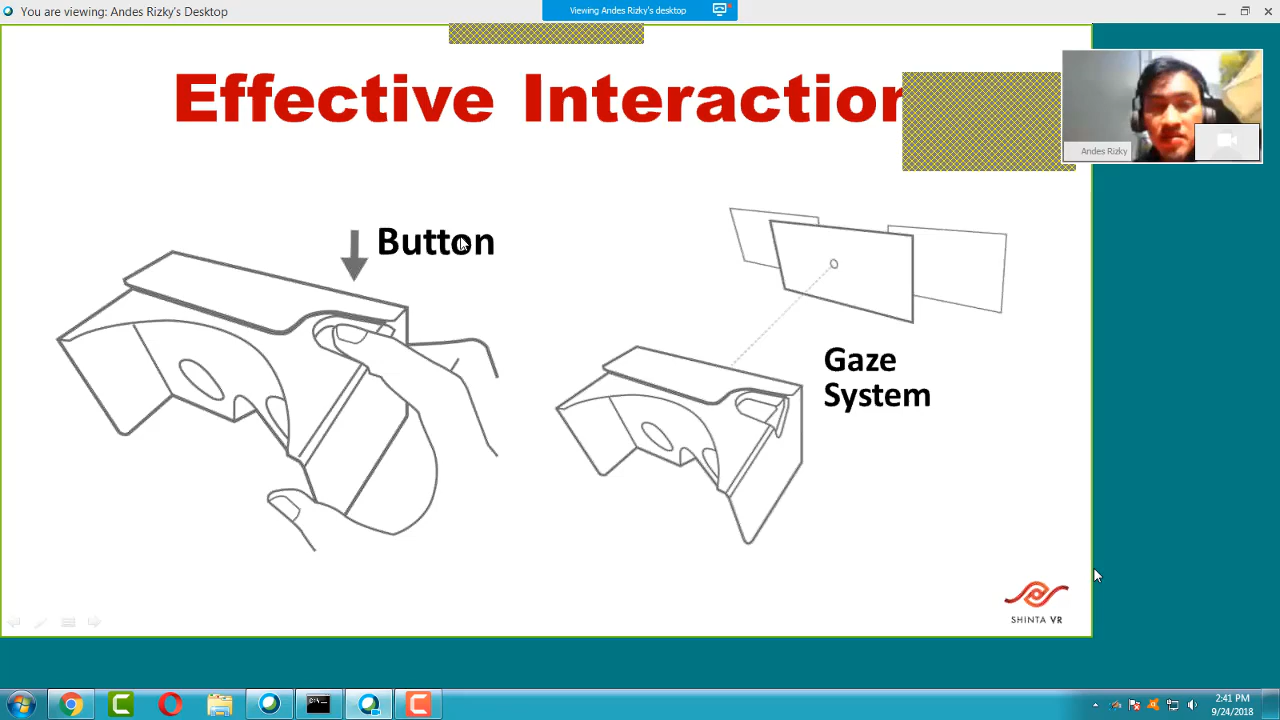 You are viewing: Andes Rizky's Desktop
Viewing Andes Rizky's desktop
Effective Interaction
Andes Rizky
Button
Gaze
System
SHINTA VR
C:\.
2:41 PM
9/24/2018